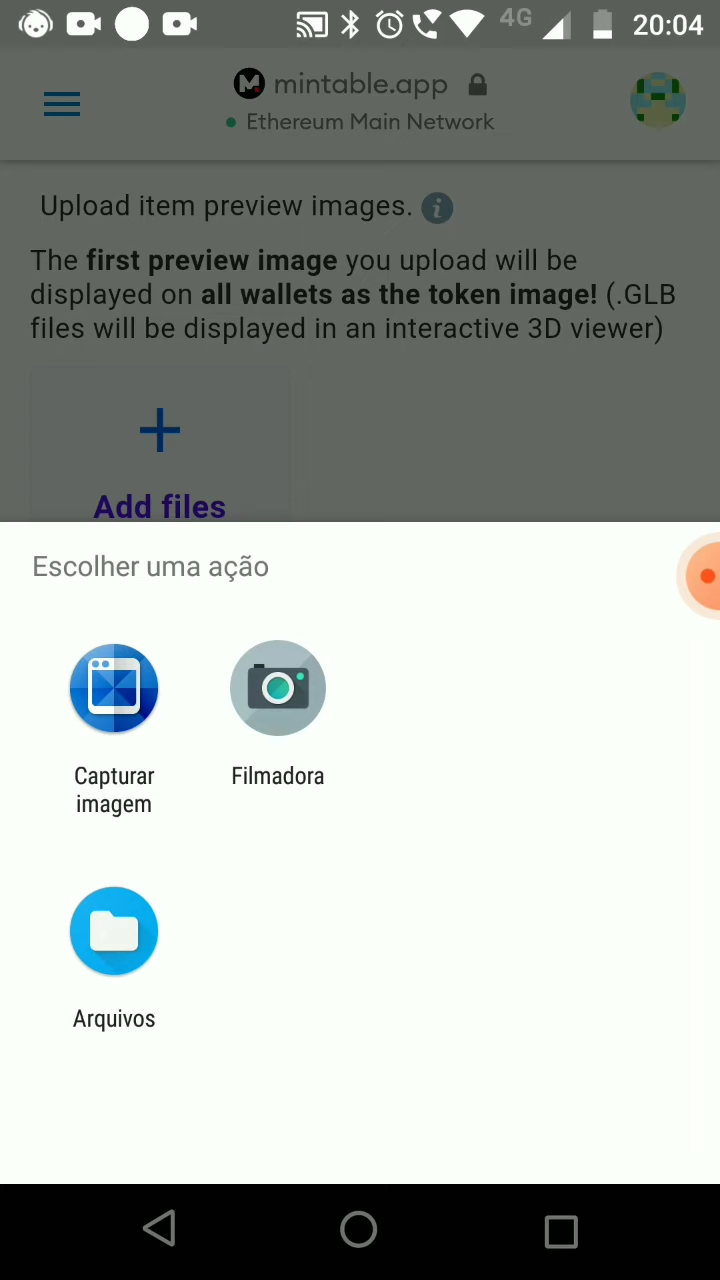 4G 20:04
mintable.app
Ethereum Main Network
Upload item preview images.
The first preview image you upload will be
displayed on all wallets as the token image! (.GLB
files will be displayed in an interactive 3D viewer)
Add files
Escolher uma ação
Capturar
imagem
Filmadora
Arquivos